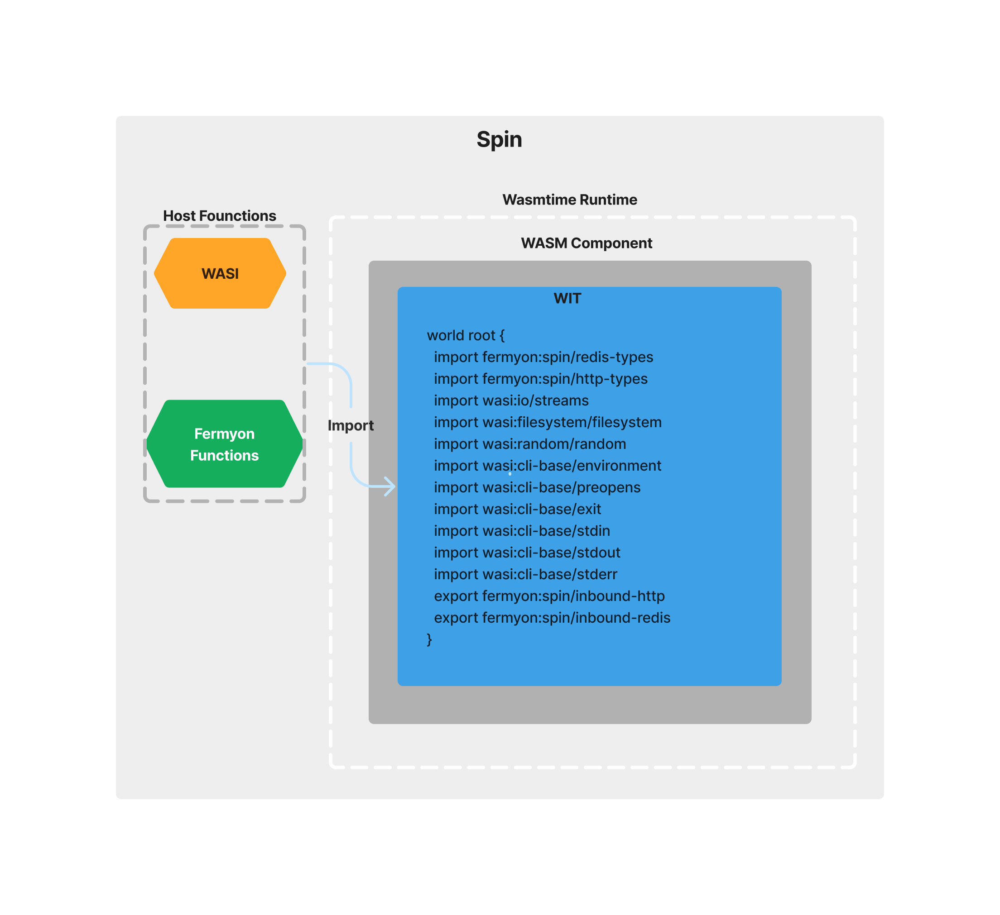 Spin
Host Founctions
WASI
Fermyon
Functions
Import
Wasmtime Runtime
WASM Component
WIT
world root {
  import fermyon:spin/redis-types
  import fermyon:spin/http-types
  import wasi:io/streams
  import wasi:filesystem/filesystem
  import wasi:random/random
  import wasi:cli-base/environment
  import wasi:cli-base/preopens
  import wasi:cli-base/exit
  import wasi:cli-base/stdin
  import wasi:cli-base/stdout
  import wasi:cli-base/stderr
  export fermyon:spin/inbound-http
  export fermyon:spin/inbound-redis
}